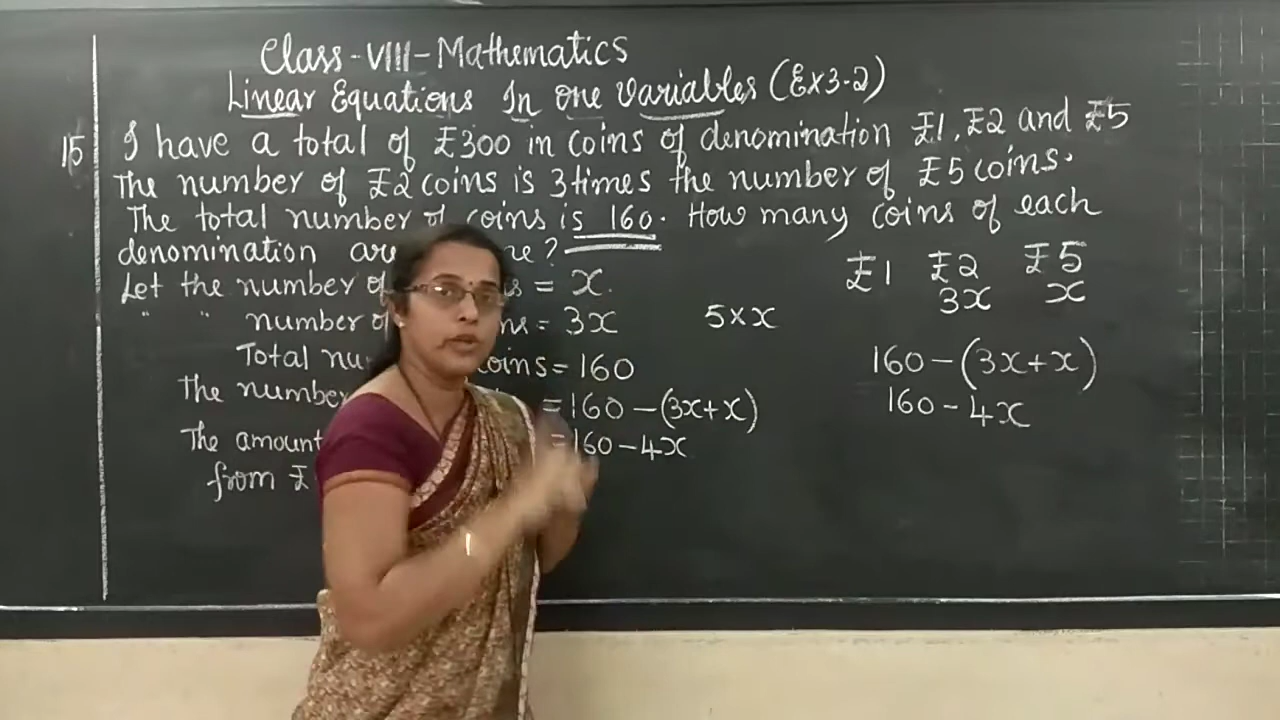 Class-VIII-Mathematics
Linear Equations In one Variables (Ex3-2)
15 I have a total of ₹300 in coins of denomination ₹1, ₹2 and ₹5
The number of ₹2 coins is 3 times the number of ₹5 coins.
The total number of coins is 160. How many coins of each
denomination are ne?
₹1 ₹2 ₹5
Let the number of s = x.
3x x
" " number of ns = 3x
5×x
Total nu coins = 160
160-(3x+x)
The number = 160-(3x+x)
160-4x
The amount = 160-4x
from ₹